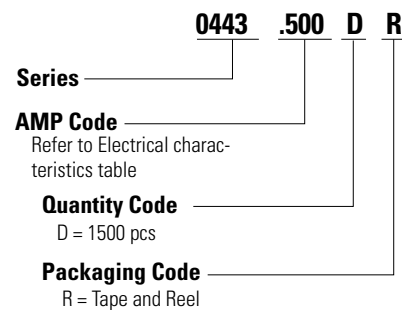 0443 .500 D R
Series
AMP Code
Refer to Electrical charac-
teristics table
Quantity Code
D = 1500 pcs
Packaging Code
R = Tape and Reel